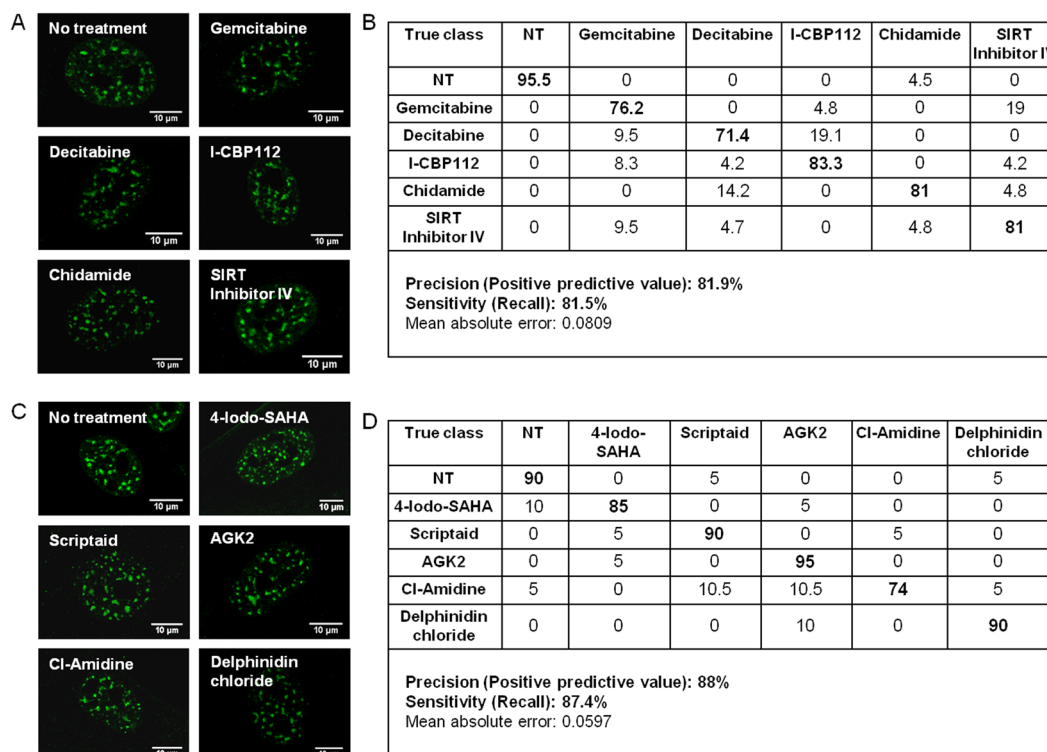 A
No treatment
10 µm
Gemcitabine
10 µm
Decitabine
10 µm
I-CBP112
10 µm
Chidamide
10 µm
SIRT
Inhibitor IV
10 µm
B
True class NT Gemcitabine Decitabine I-CBP112 Chidamide SIRT
Inhibitor IV
NT 95.5 0 0 0 4.5 0
Gemcitabine 0 76.2 0 4.8 0 19
Decitabine 0 9.5 71.4 19.1 0 0
I-CBP112 0 8.3 4.2 83.3 0 4.2
Chidamide 0 0 14.2 0 81 4.8
SIRT
Inhibitor IV 0 9.5 4.7 0 4.8 81
Precision (Positive predictive value): 81.9%
Sensitivity (Recall): 81.5%
Mean absolute error: 0.0809
C
No treatment
10 µm
4-Iodo-SAHA
10 µm
Scriptaid
10 µm
AGK2
10 µm
Cl-Amidine
10 µm
Delphinidin
chloride
D
True class NT 4-Iodo-
SAHA Scriptaid AGK2 Cl-Amidine Delphinidin
chloride
NT 90 0 5 0 0 5
4-Iodo-SAHA 10 85 0 5 0 0
Scriptaid 0 5 90 0 5 0
AGK2 0 5 0 95 0 0
Cl-Amidine 5 0 10.5 10.5 74 5
Delphinidin
chloride 0 0 0 10 0 90
Precision (Positive predictive value): 88%
Sensitivity (Recall): 87.4%
Mean absolute error: 0.0597